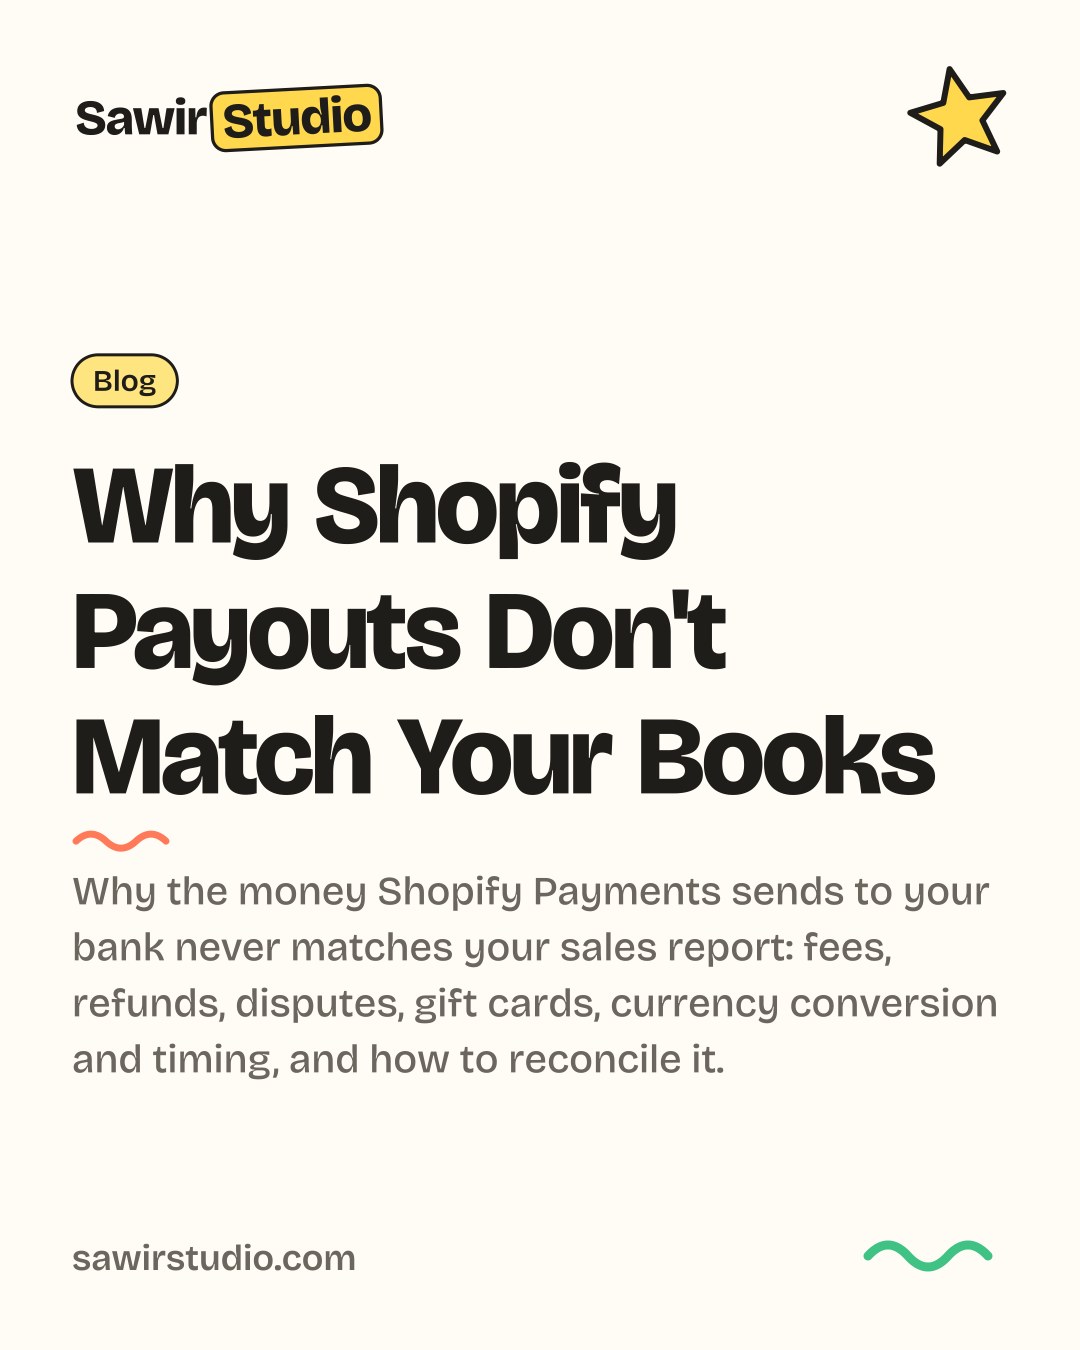 Sawir Studio
Blog
Why Shopify
Payouts Don't
Match Your Books
Why the money Shopify Payments sends to your
bank never matches your sales report: fees,
refunds, disputes, gift cards, currency conversion
and timing, and how to reconcile it.
sawirstudio.com